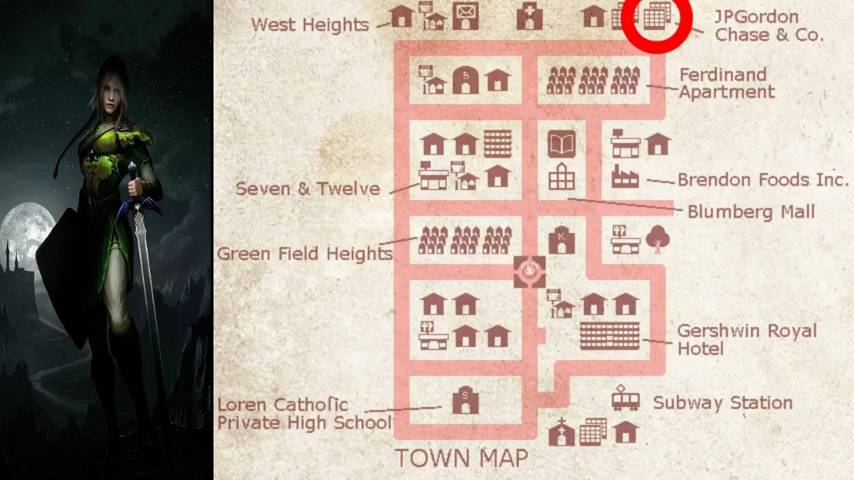 West Heights
JPGordon
Chase & Co.
Ferdinand
Apartment
B
Seven & Twelve
Brendon Foods Inc.
Blumberg Mall
Green Field Heights
K
Gershwin Royal
Hotel
Loren Catholic
Private High School
S
Subway Station
TOWN MAP